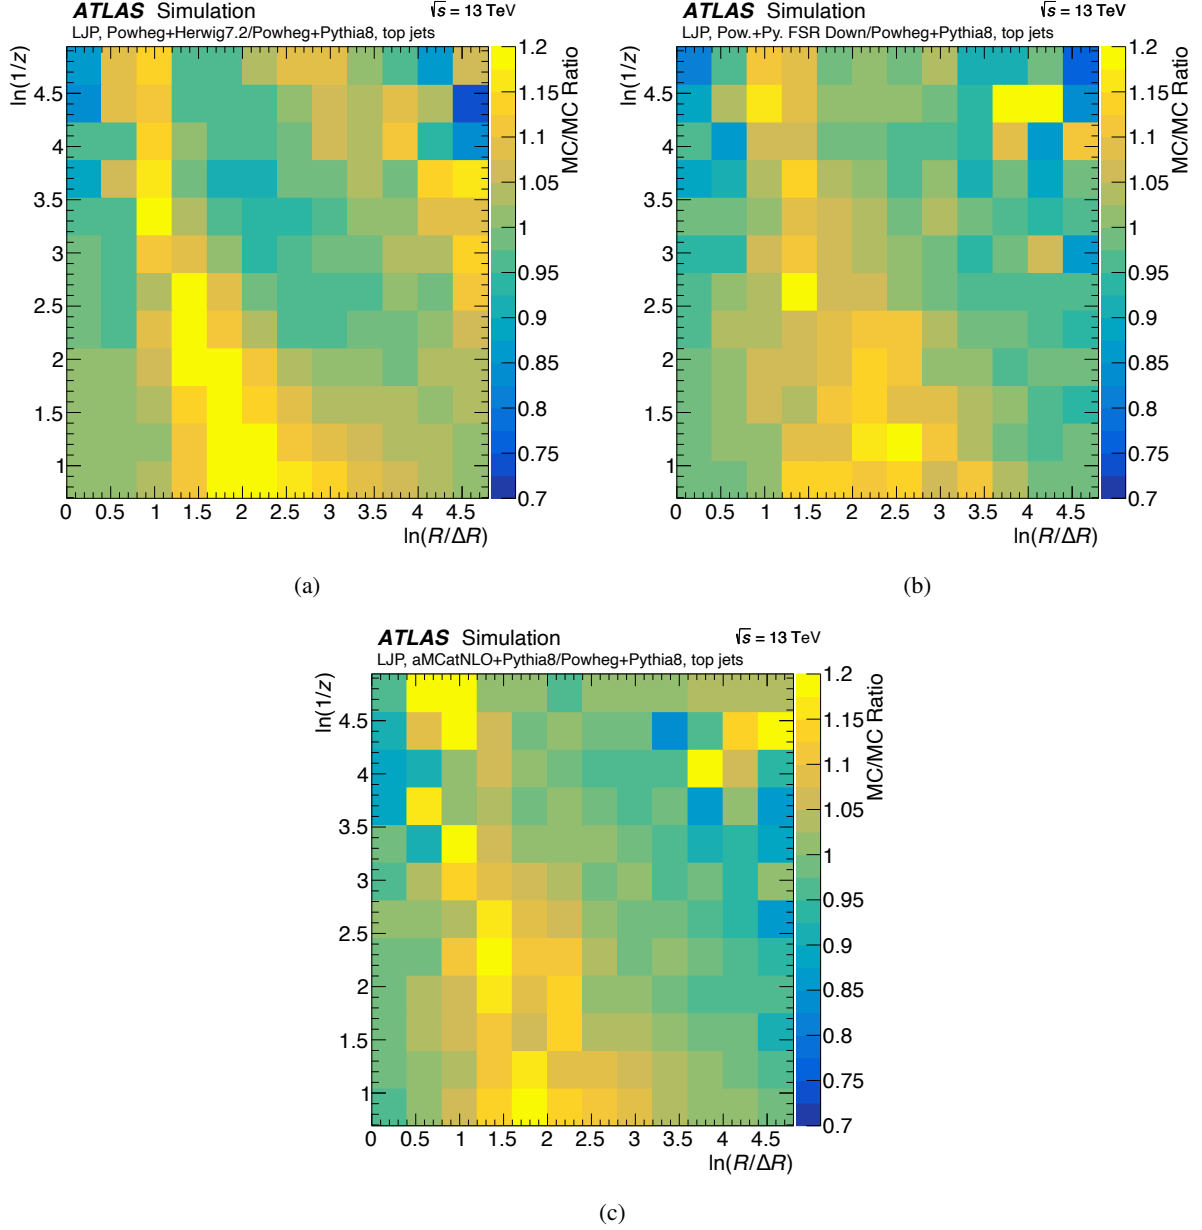 ATLAS Simulation √s = 13 TeV
LJP, Powheg+Herwig7.2/Powheg+Pythia8, top jets
ln(1/z)
4.5
4
3.5
3
2.5
2
1.5
1
0 0.5 1 1.5 2 2.5 3 3.5 4 4.5
ln(R/ΔR)
1.2
1.15
1.1
1.05
1
0.95
0.9
0.85
0.8
0.75
0.7
MC/MC Ratio
(a)
ATLAS Simulation √s = 13 TeV
LJP, Pow.+Py. FSR Down/Powheg+Pythia8, top jets
ln(1/z)
4.5
4
3.5
3
2.5
2
1.5
1
0 0.5 1 1.5 2 2.5 3 3.5 4 4.5
ln(R/ΔR)
1.2
1.15
1.1
1.05
1
0.95
0.9
0.85
0.8
0.75
0.7
MC/MC Ratio
(b)
ATLAS Simulation √s = 13 TeV
LJP, aMCatNLO+Pythia8/Powheg+Pythia8, top jets
ln(1/z)
4.5
4
3.5
3
2.5
2
1.5
1
0 0.5 1 1.5 2 2.5 3 3.5 4 4.5
ln(R/ΔR)
1.2
1.15
1.1
1.05
1
0.95
0.9
0.85
0.8
0.75
0.7
MC/MC Ratio
(c)